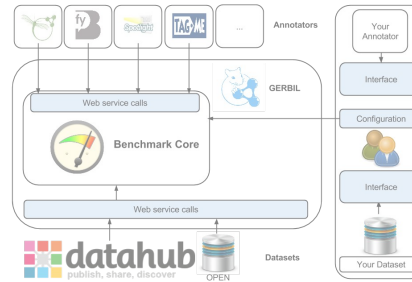 fy
B
Spotlight
TAGME
...
Annotators
Your
Annotator
Interface
GERBIL
Web service calls
Benchmark Core
Configuration
Interface
Web service calls
datahub
publish, share, discover
OPEN
Datasets
Your Dataset